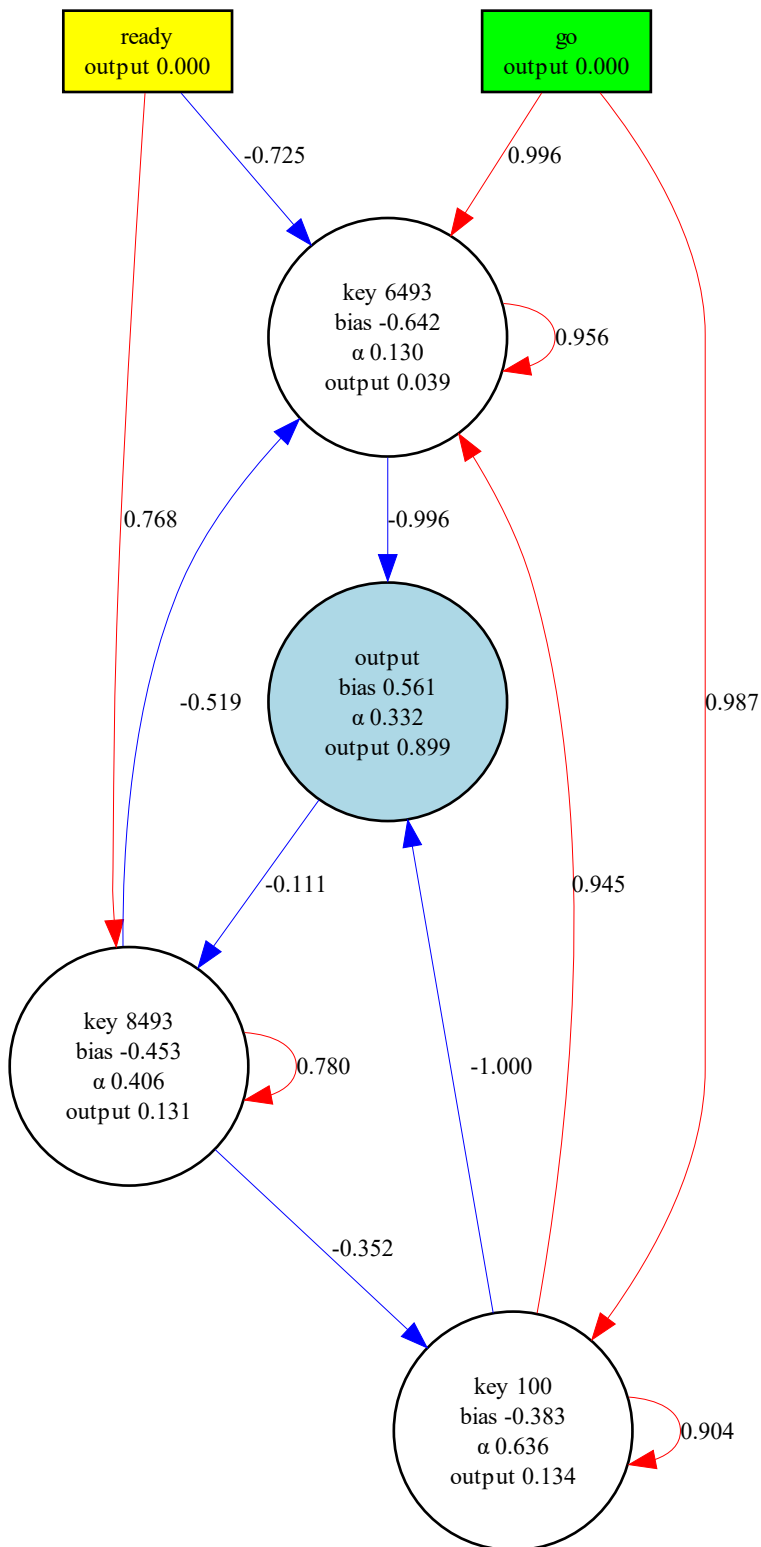 ready
output 0.000
go
output 0.000
-0.725
0.996
key 6493
bias -0.642
α 0.130
output 0.039
0.956
0.768
-0.996
-0.519
output
bias 0.561
α 0.332
output 0.899
0.987
-0.111
0.945
key 8493
bias -0.453
α 0.406
output 0.131
0.780
-1.000
-0.352
key 100
bias -0.383
α 0.636
output 0.134
0.904